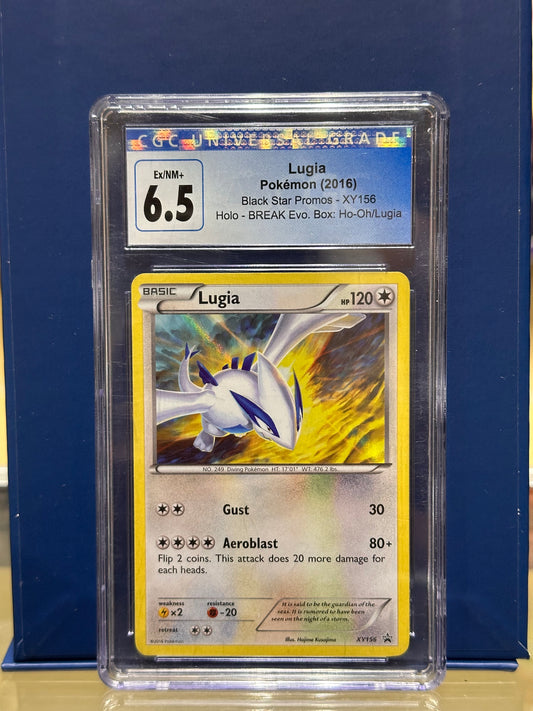 CGC UNIVERSAL GRADE
Ex/NM+
6.5
Lugia
Pokémon (2016)
Black Star Promos - XY156
Holo - BREAK Evo. Box: Ho-Oh/Lugia
BASIC
Lugia
HP 120
NO. 249 Diving Pokémon HT: 17'01" WT: 476.2 lbs.
Gust 30
Aeroblast 80+
Flip 2 coins. This attack does 20 more damage for
each heads.
weakness
×2
resistance
-20
retreat
It is said to be the guardian of the
seas. It is rumored to have been
seen on the night of a storm.
©2016 Pokémon
Illus. Hajime Kusajima
XY156